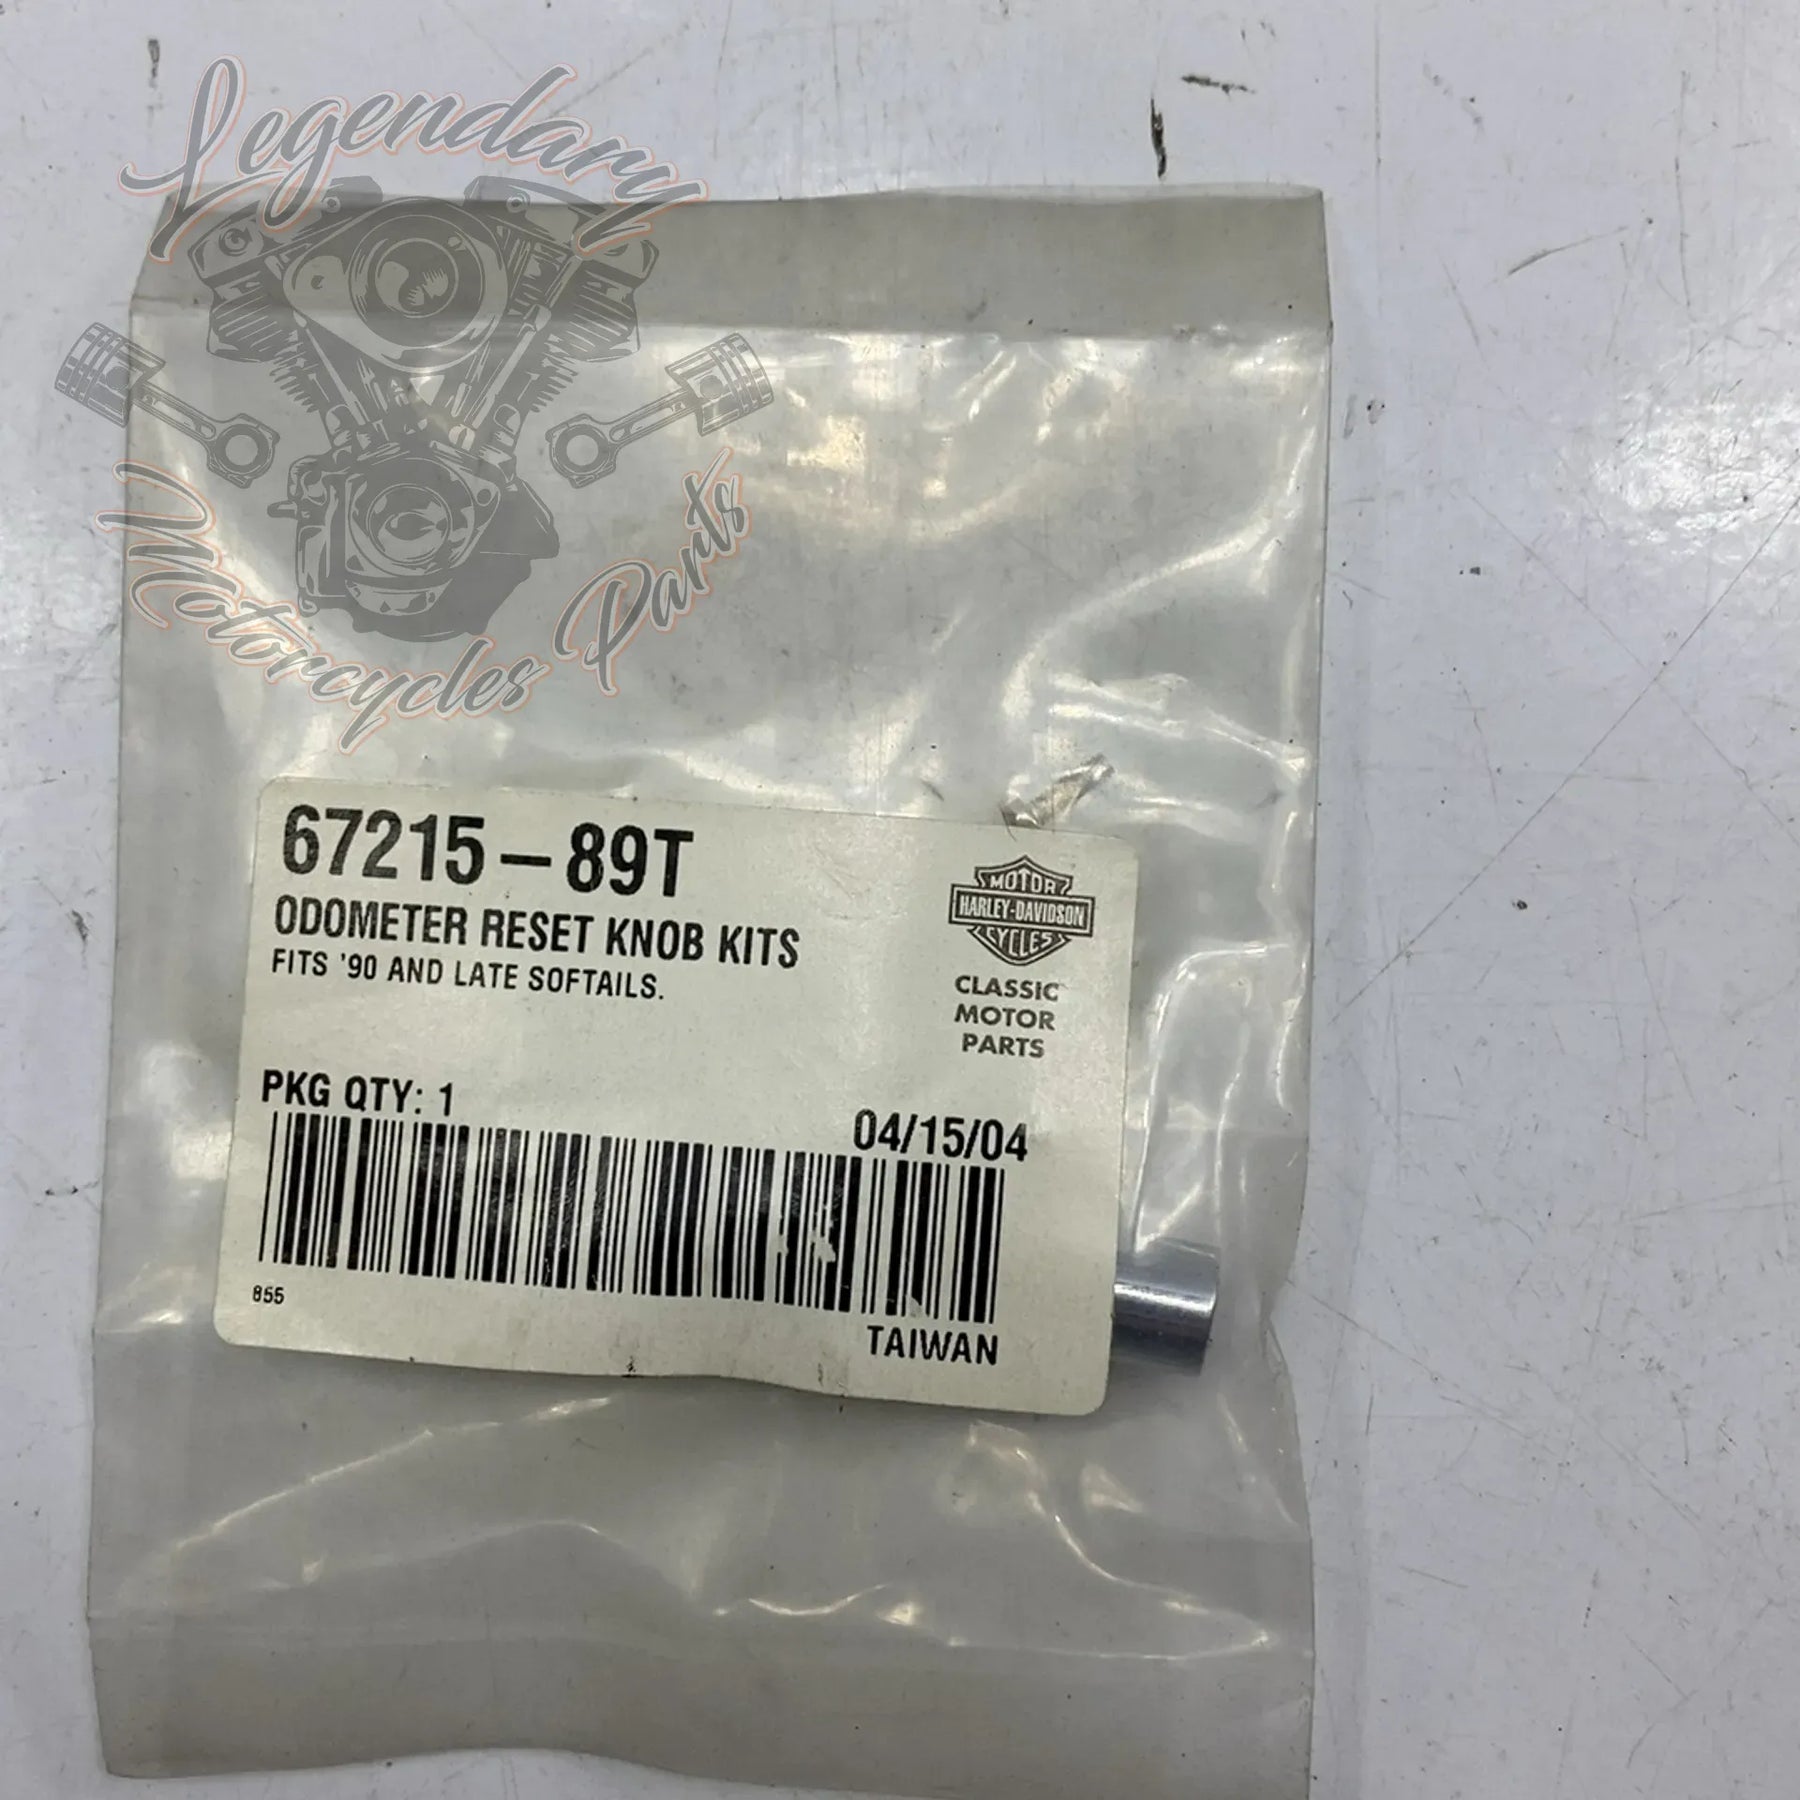 Legendary
Motorcycles Parts
67215-89T
ODOMETER RESET KNOB KITS
FITS '90 AND LATE SOFTAILS.
MOTOR
HARLEY-DAVIDSON
CYCLES
CLASSIC
MOTOR
PARTS
PKG QTY: 1
04/15/04
855
TAIWAN